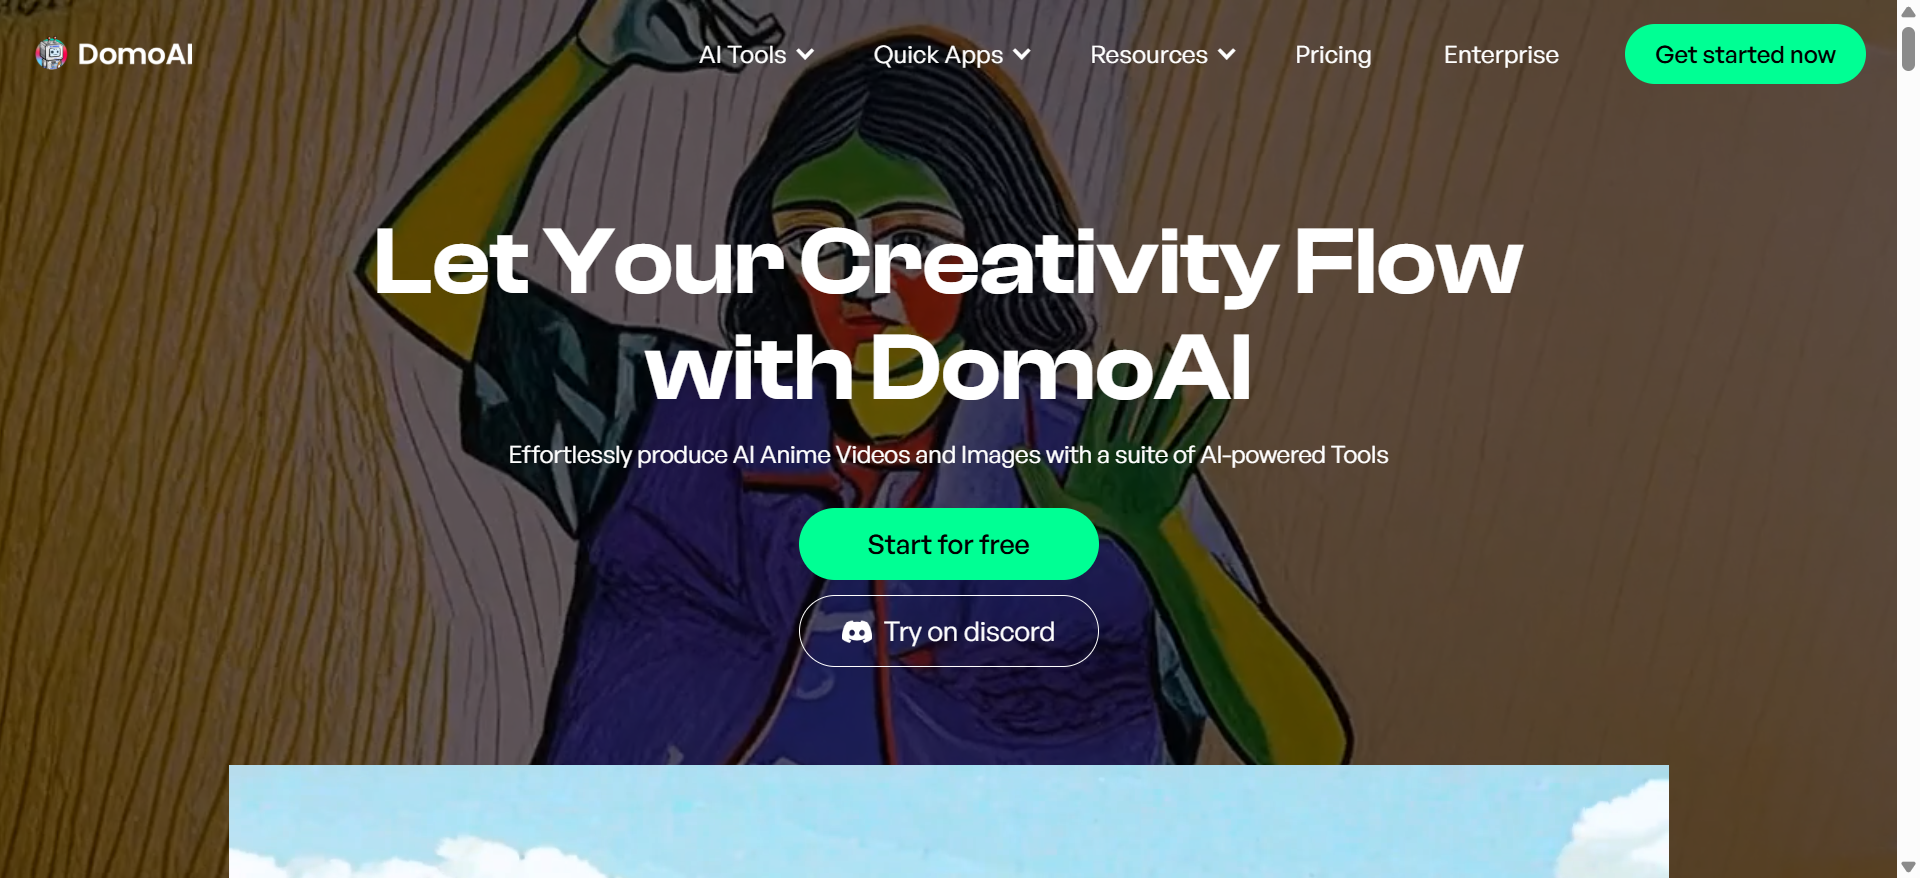 DomoAI
AI Tools
Quick Apps
Resources
Pricing
Enterprise
Get started now
Let Your Creativity Flow
with DomoAI
Effortlessly produce AI Anime Videos and Images with a suite of AI-powered Tools
Start for free
Try on discord